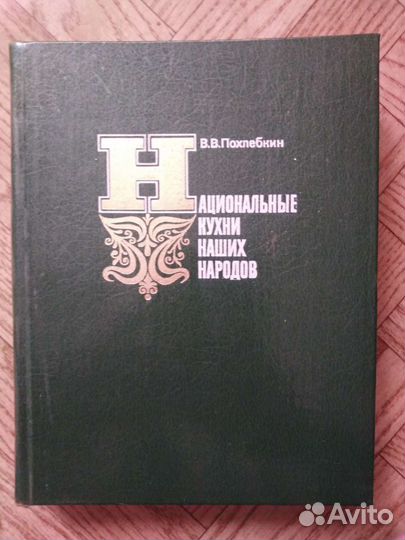 В.В.Похлебкин
НАЦИОНАЛЬНЫЕ
КУХНИ
НАШИХ
НАРОДОВ
Avito